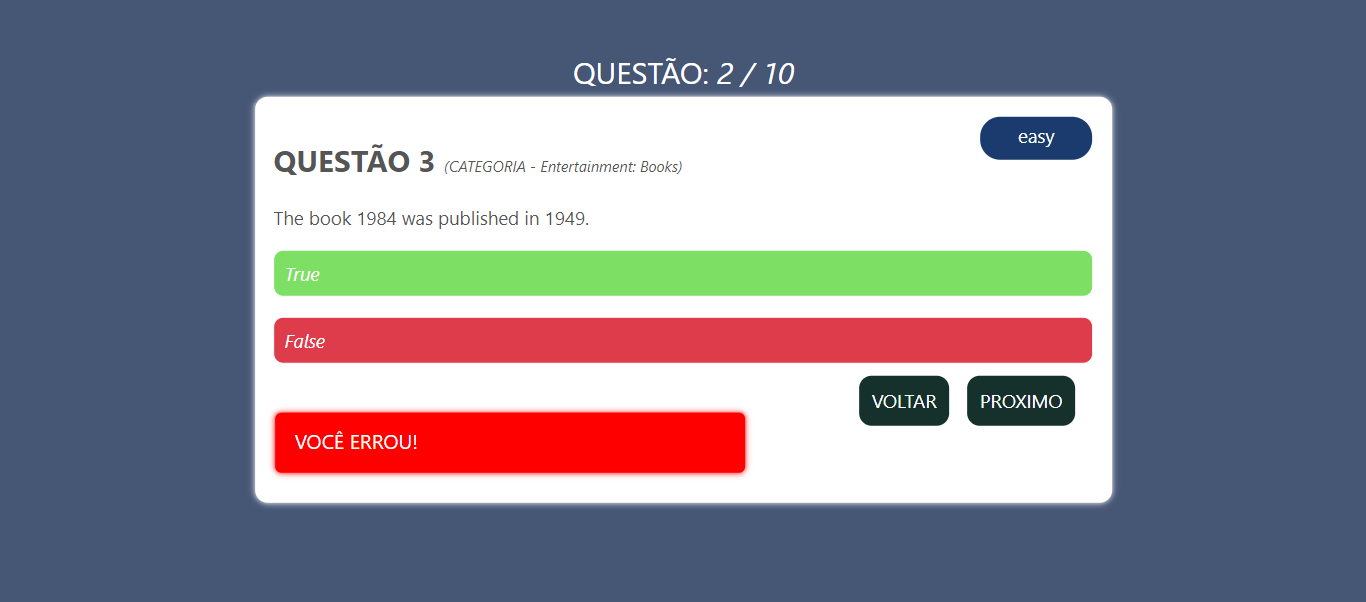 QUESTÃO: 2 / 10
easy
QUESTÃO 3 (CATEGORIA - Entertainment: Books)
The book 1984 was published in 1949.
True
False
VOLTAR PROXIMO
VOCÊ ERROU!